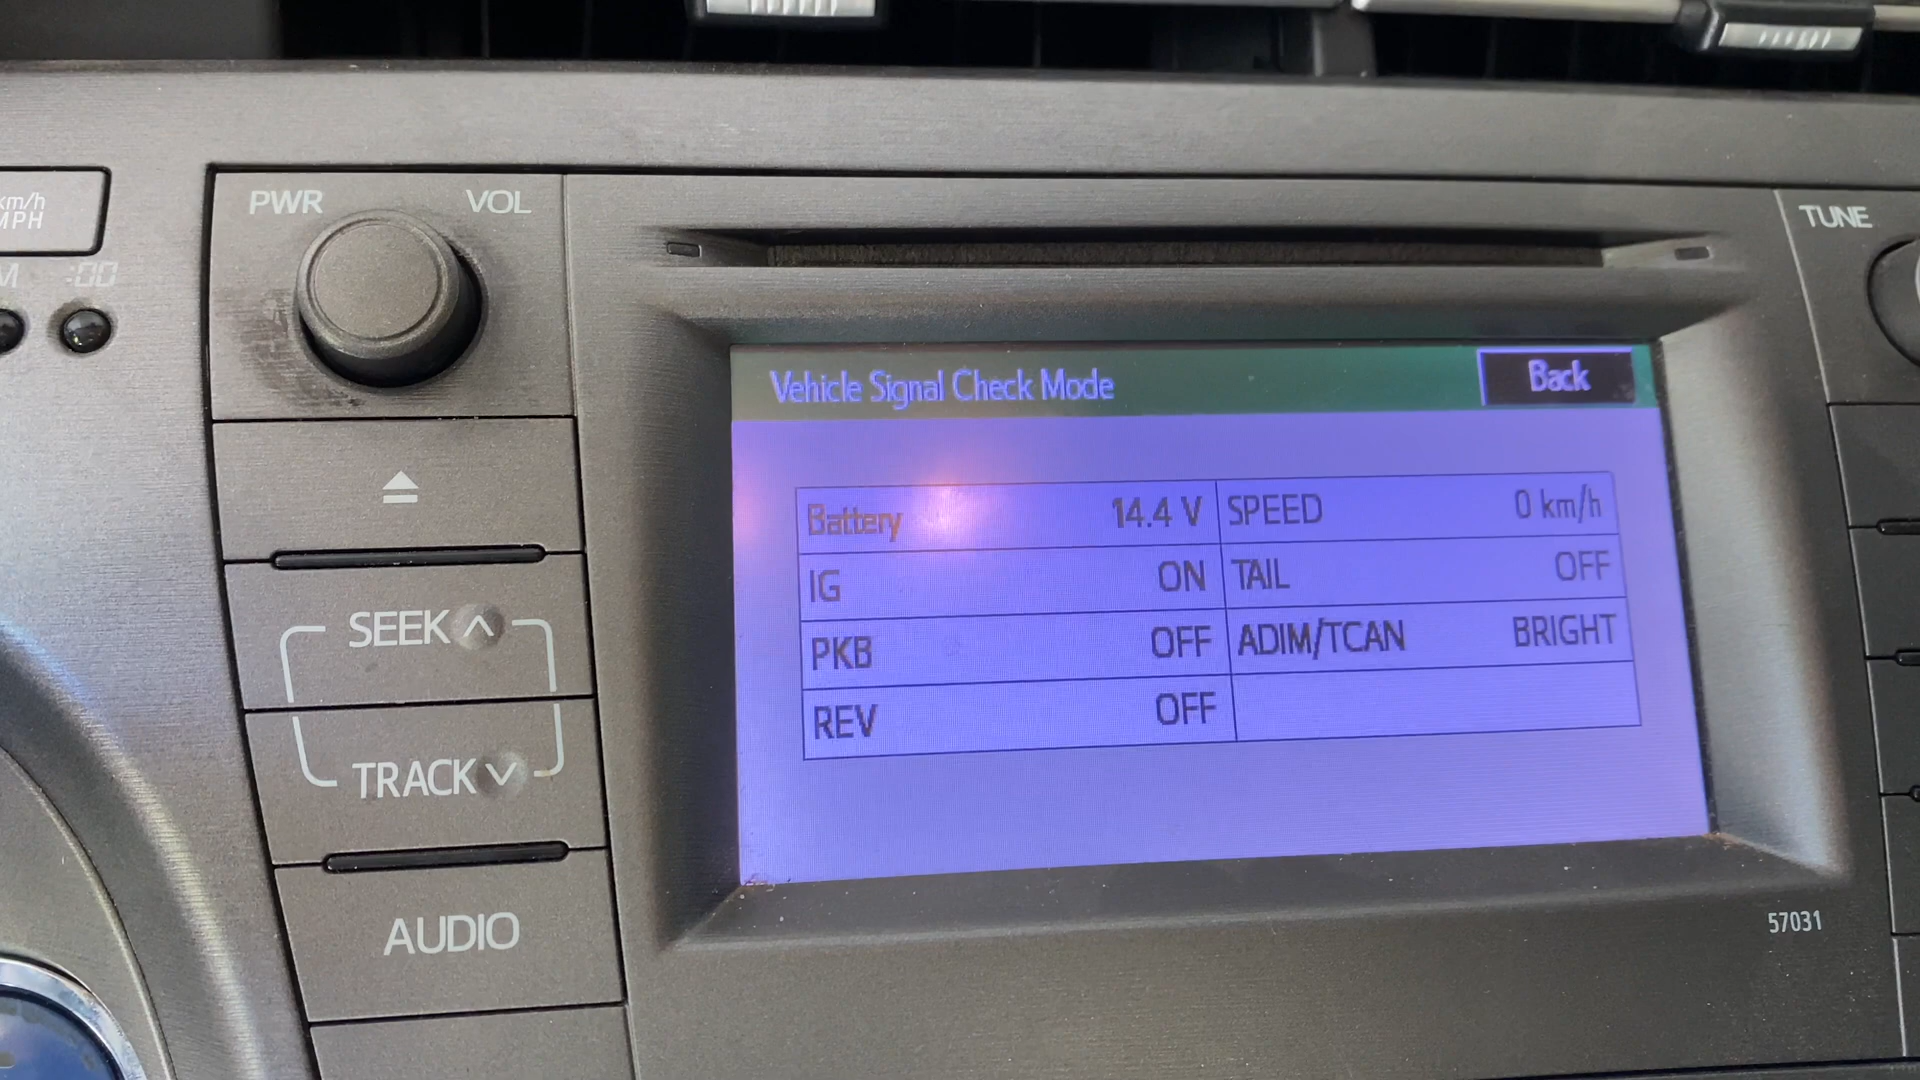 km/h
MPH
:00
PWR VOL
TUNE
SEEK
TRACK
AUDIO
Vehicle Signal Check Mode Back
Battery 14.4 V SPEED 0 km/h
IG ON TAIL OFF
PKB OFF ADIM/TCAN BRIGHT
REV OFF
57031